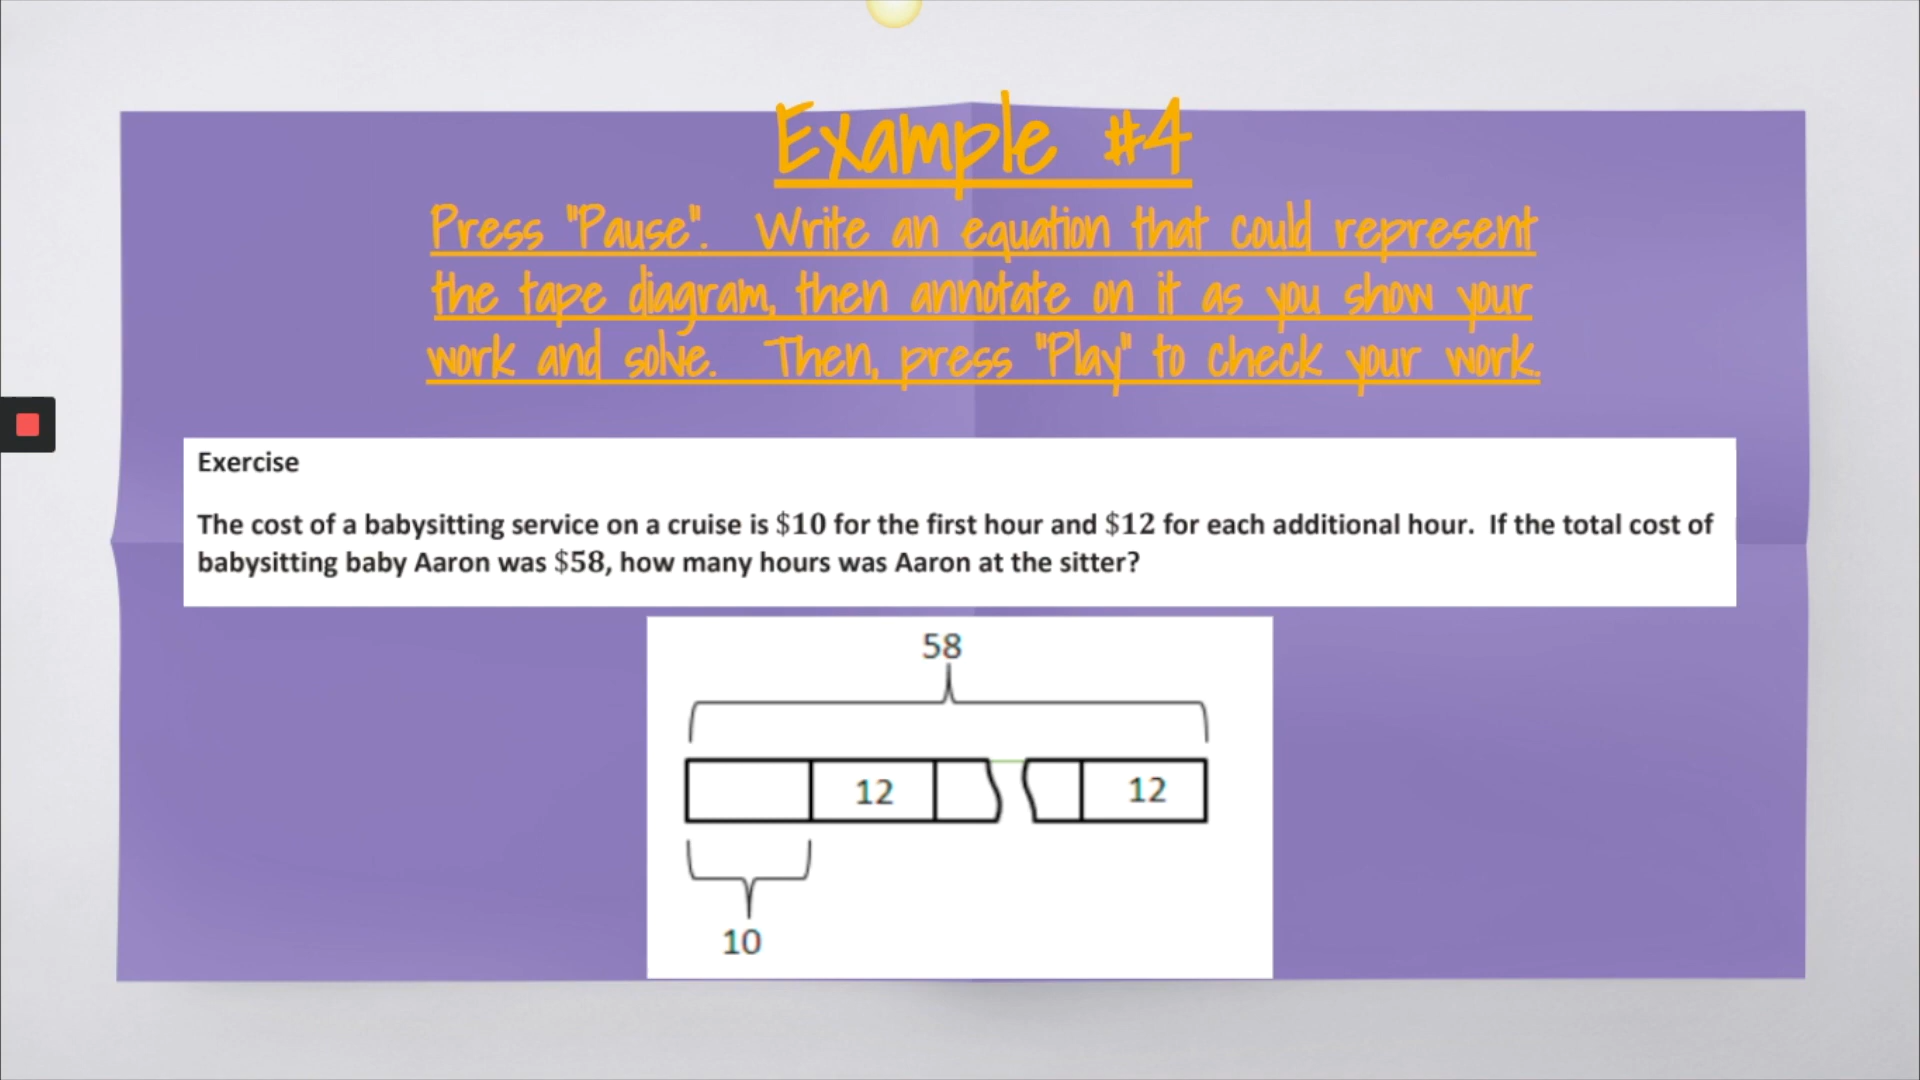 Example #4
Press "Pause". Write an equation that could represent
the tape diagram, then annotate on it as you show your
work and solve. Then, press "Play" to check your work.
Exercise
The cost of a babysitting service on a cruise is $10 for the first hour and $12 for each additional hour. If the total cost of
babysitting baby Aaron was $58, how many hours was Aaron at the sitter?
58
12 12
10